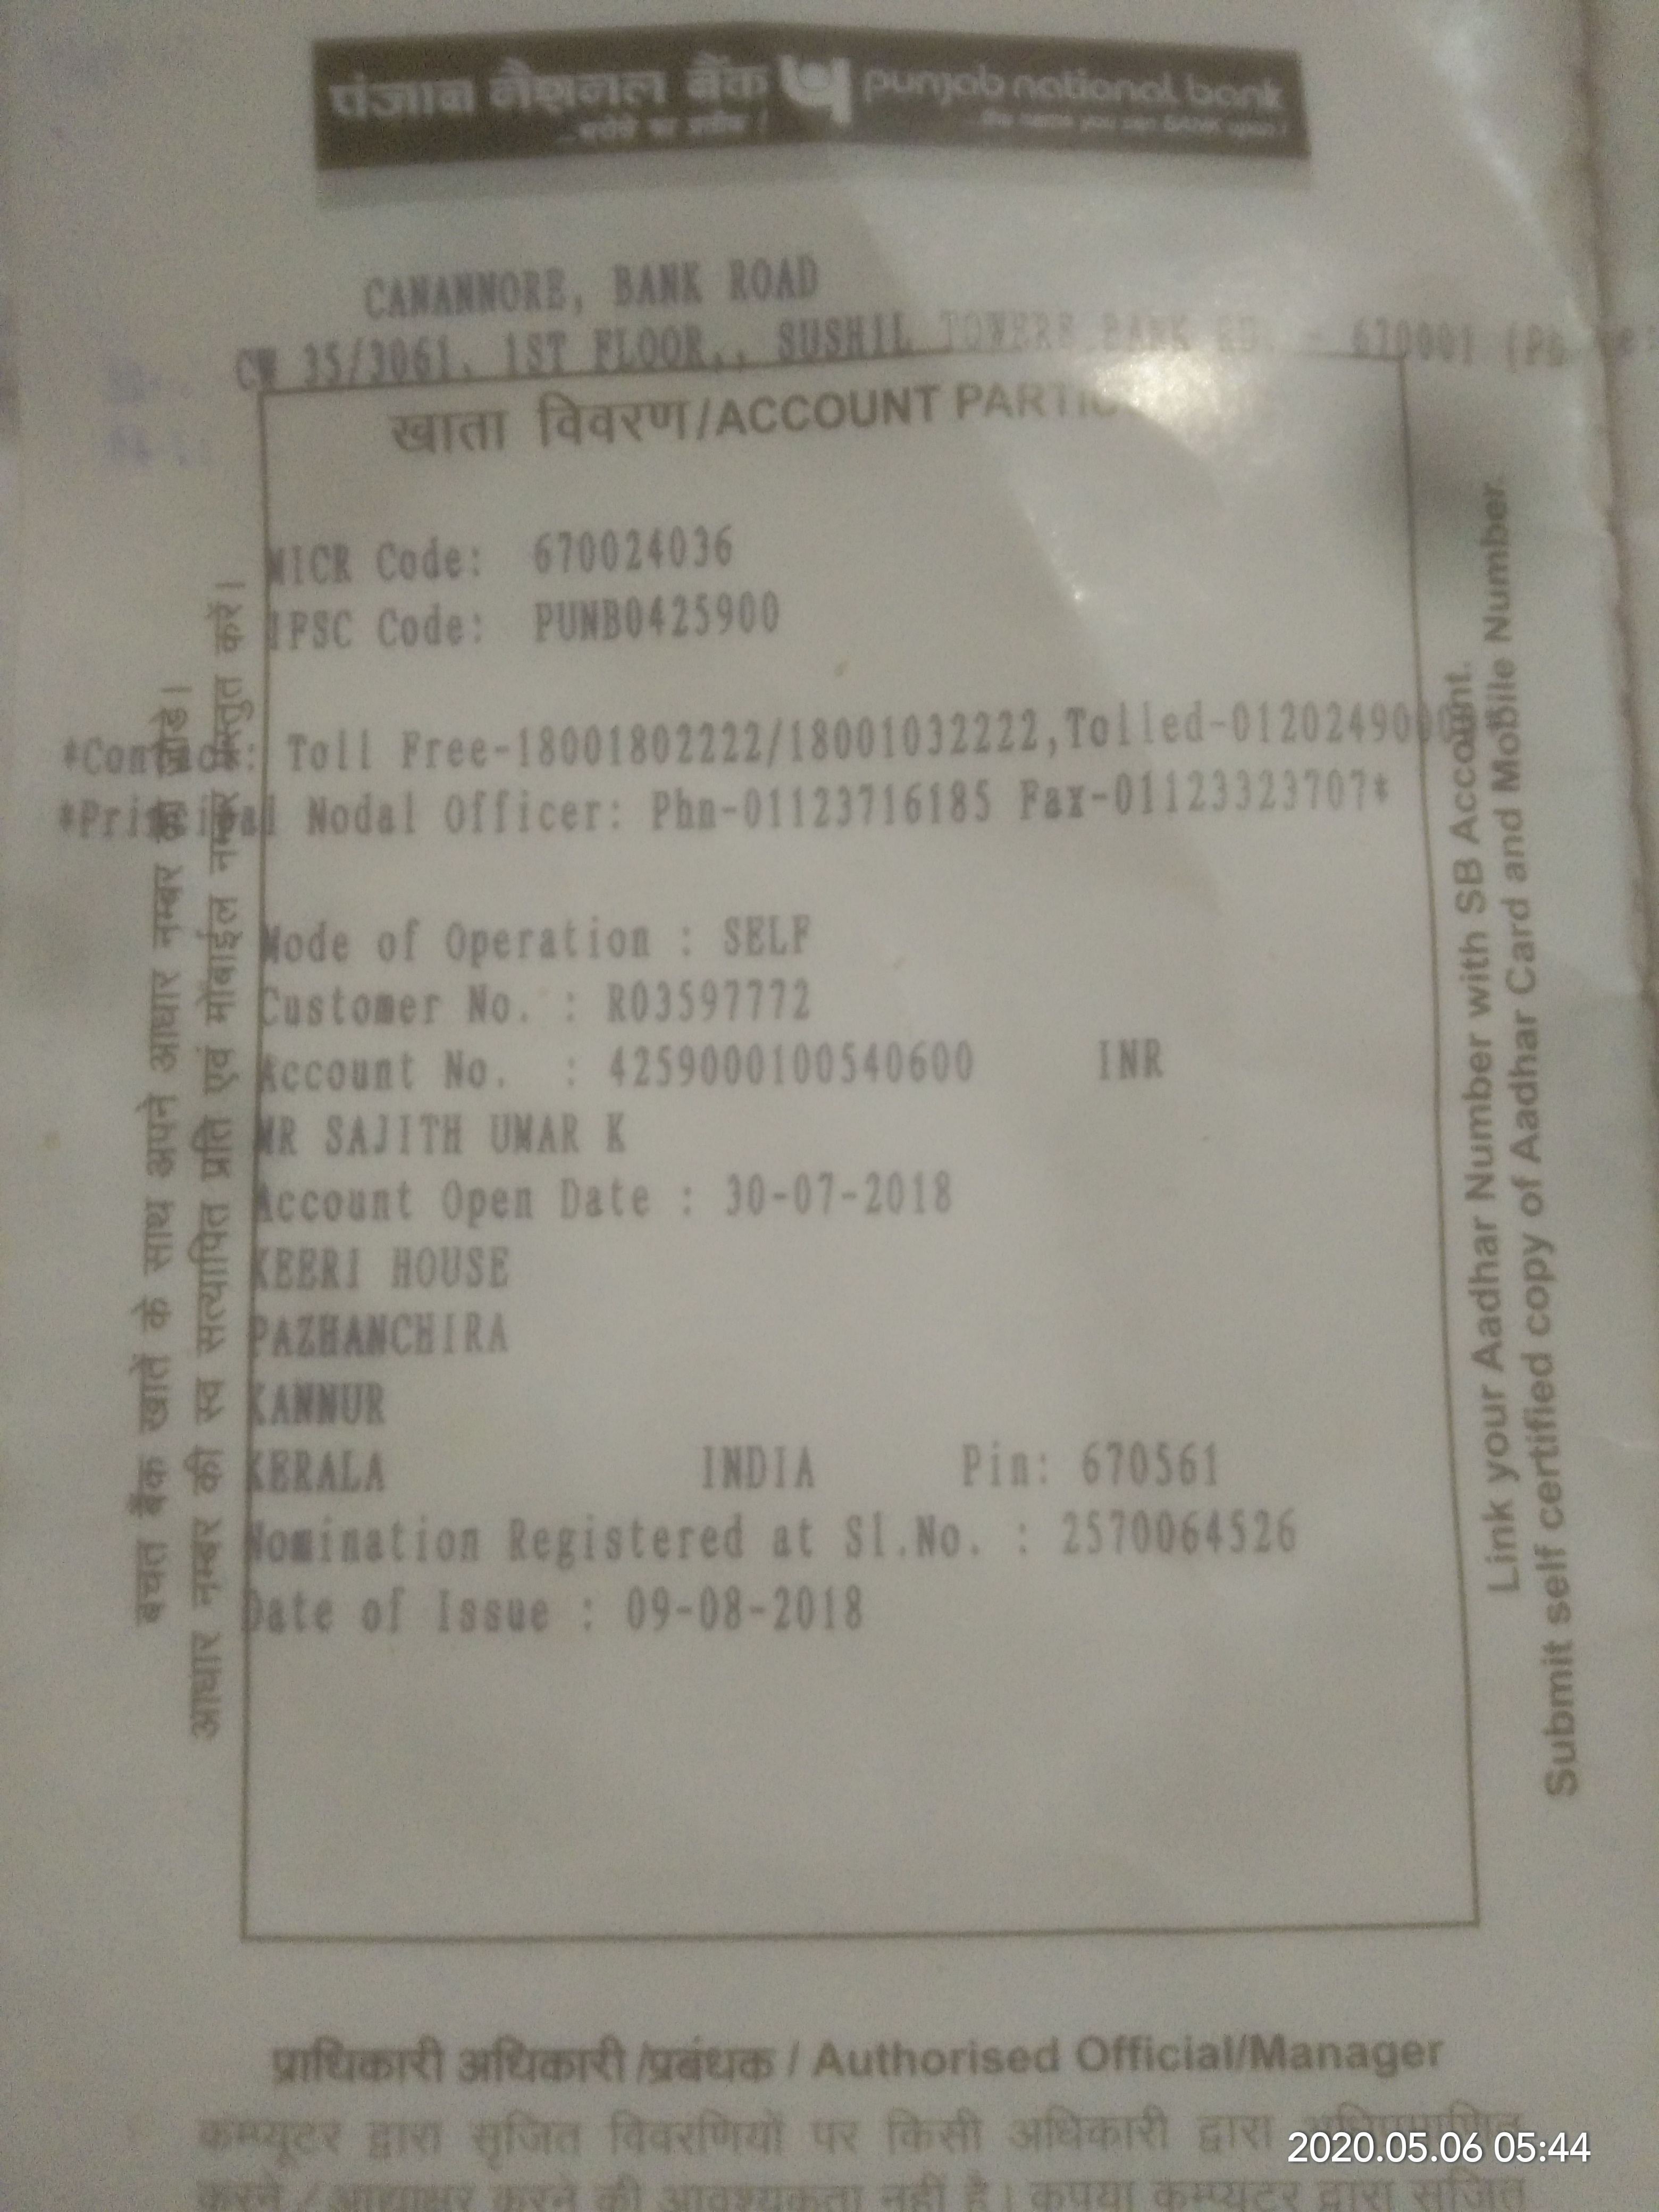 पंजाब नैशनल बैंक punjab national bank
...भरोसे का प्रतीक ! ...the name you can BANK upon !
CANANNORE, BANK ROAD
CW 35/3061, 1ST FLOOR,, SUSHIL TOWERS BANK RD - 670001
खाता विवरण/ACCOUNT
MICR Code: 670024036
IFSC Code: PUNB0425900
*Contact: Toll Free-18001802222/18001032222,Tolled-0120249000
*Principal Nodal Officer: Phn-01123716185 Fax-01123323707*
Mode of Operation : SELF
Customer No. : R03597772
Account No. : 4259000100540600 INR
MR SAJITH UMAR K
Account Open Date : 30-07-2018
KEERI HOUSE
PAZHANCHIRA
KANNUR
KERALA INDIA Pin: 670561
Nomination Registered at Sl.No. : 2570064526
Date of Issue : 09-08-2018
बचत बैंक खातें के साथ अपने आधार नम्बर को जोडे।
आधार नम्बर की स्व सत्यापित प्रति एवं मोबाईल नम्बर प्रस्तुत करें।
Link your Aadhar Number with SB Account.
Submit self certified copy of Aadhar Card and Mobile Number.
प्राधिकारी अधिकारी /प्रबंधक / Authorised Official/Manager
कम्प्यूटर द्वारा सृजित विवरणियों पर किसी अधिकारी द्वारा अधिप्रमाणित
करने / आद्याक्षर करने की आवश्यकता नहीं है। कृपया कम्प्यूटर द्वारा सृजित
2020.05.06 05:44